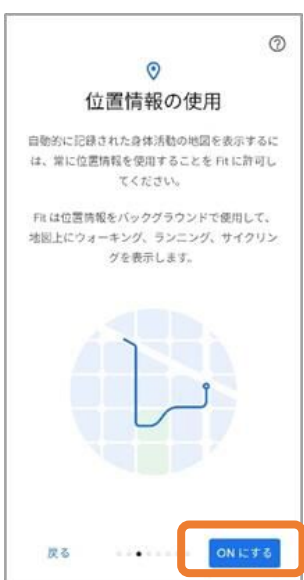 位置情報の使用
自動的に記録された身体活動の地図を表示するに
は、常に位置情報を使用することを Fit に許可し
てください。
Fit は位置情報をバックグラウンドで使用して、
地図上にウォーキング、ランニング、サイクリン
グを表示します。
戻る
ON にする